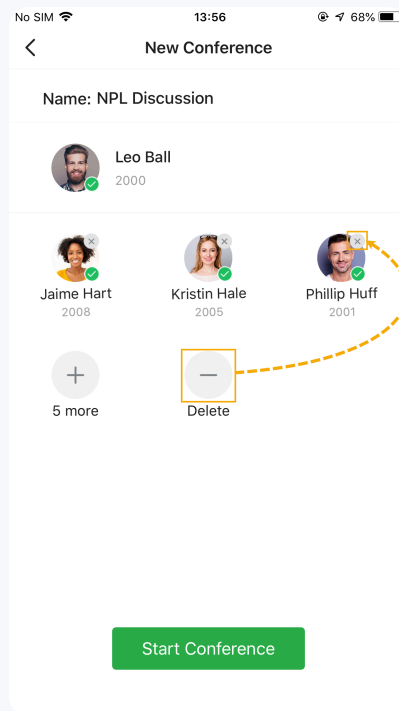 No SIM 13:56 68%
New Conference
Name: NPL Discussion
Leo Ball
2000
Jaime Hart Kristin Hale Phillip Huff
2008 2005 2001
5 more Delete
Start Conference